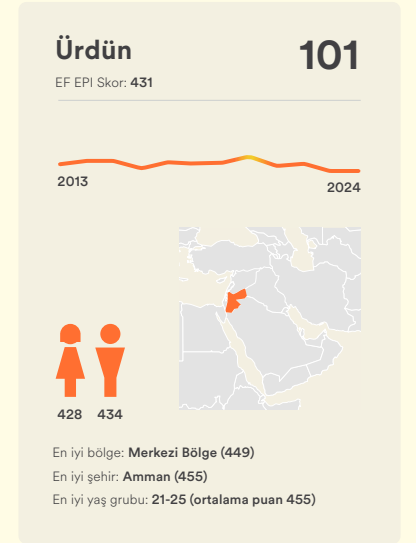 Ürdün
101
EF EPI Skor: 431
2013
2024
428 434
En iyi bölge: Merkezi Bölge (449)
En iyi şehir: Amman (455)
En iyi yaş grubu: 21-25 (ortalama puan 455)